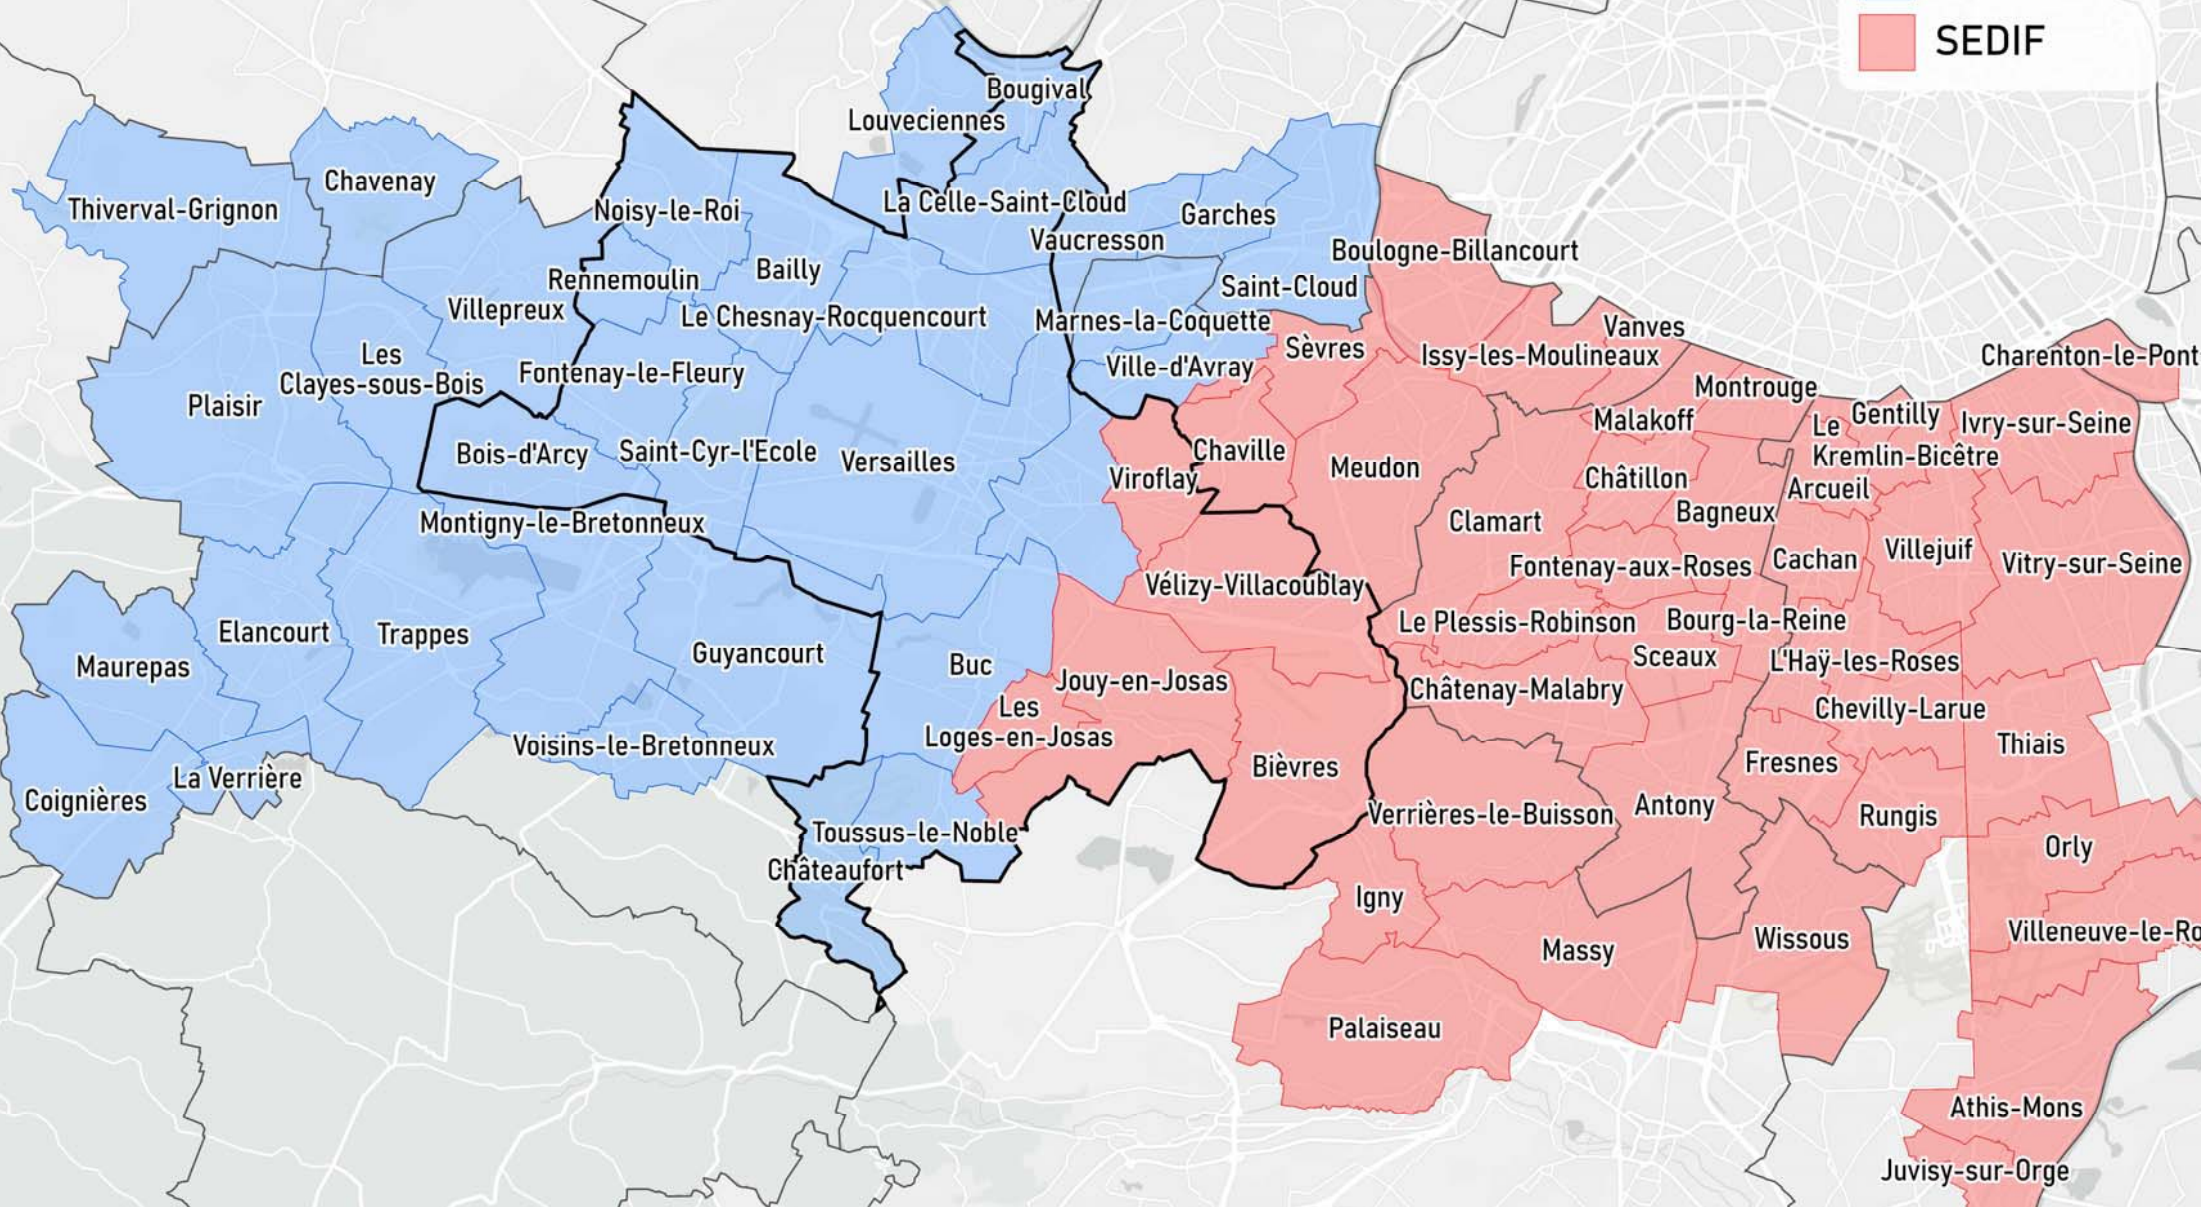 SEDIF
Bougival
Louveciennes
Chavenay
Thiverval-Grignon
Noisy-le-Roi
La Celle-Saint-Cloud
Garches
Vaucresson
Boulogne-Billancourt
Bailly
Rennemoulin
Saint-Cloud
Villepreux
Le Chesnay-Rocquencourt
Marnes-la-Coquette
Vanves
Sèvres
Issy-les-Moulineaux
Charenton-le-Pont
Les
Clayes-sous-Bois
Ville-d'Avray
Fontenay-le-Fleury
Montrouge
Plaisir
Malakoff
Le
Kremlin-Bicêtre
Gentilly
Ivry-sur-Seine
Bois-d'Arcy
Saint-Cyr-l'Ecole
Versailles
Chaville
Viroflay
Meudon
Châtillon
Arcueil
Bagneux
Montigny-le-Bretonneux
Clamart
Villejuif
Cachan
Vitry-sur-Seine
Fontenay-aux-Roses
Vélizy-Villacoublay
Le Plessis-Robinson
Bourg-la-Reine
Elancourt
Trappes
Guyancourt
Maurepas
Buc
Sceaux
L'Haÿ-les-Roses
Jouy-en-Josas
Châtenay-Malabry
Les
Loges-en-Josas
Chevilly-Larue
Voisins-le-Bretonneux
Thiais
Fresnes
Bièvres
La Verrière
Coignières
Verrières-le-Buisson
Antony
Rungis
Toussus-le-Noble
Orly
Châteaufort
Igny
Villeneuve-le-Ro
Wissous
Massy
Palaiseau
Athis-Mons
Juvisy-sur-Orge